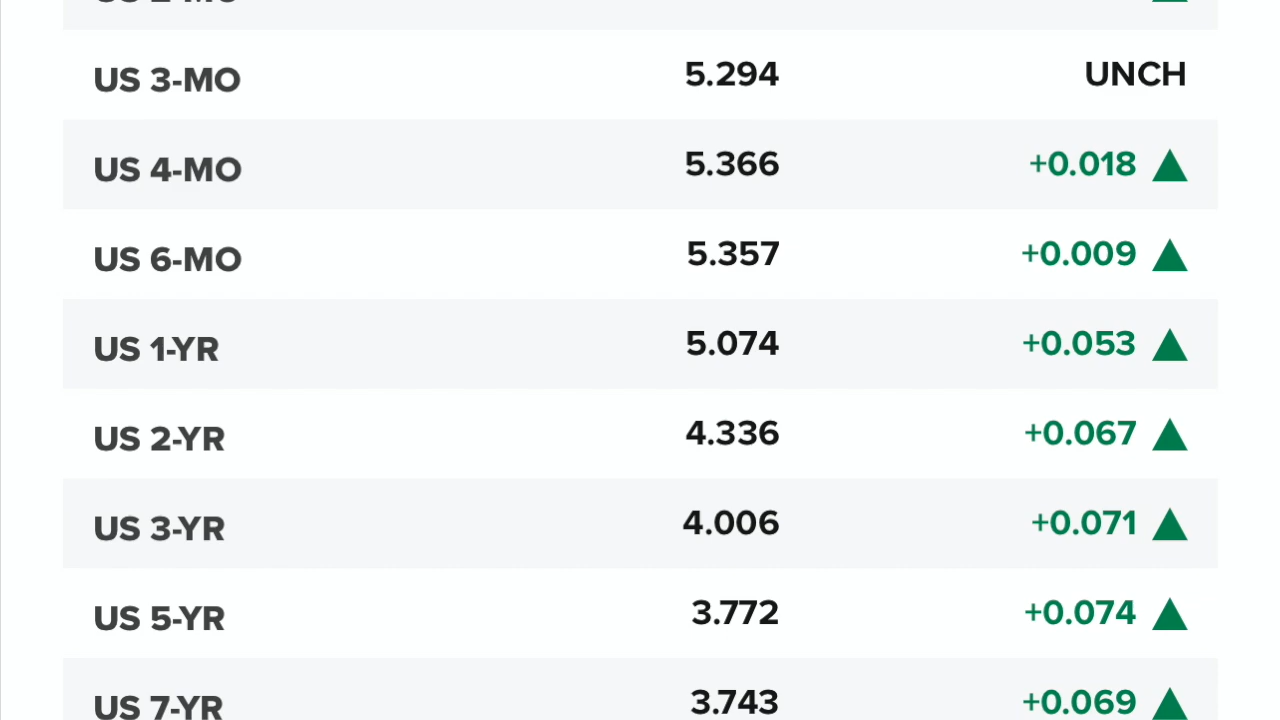 US 3-MO 5.294 UNCH
US 4-MO 5.366 +0.018
US 6-MO 5.357 +0.009
US 1-YR 5.074 +0.053
US 2-YR 4.336 +0.067
US 3-YR 4.006 +0.071
US 5-YR 3.772 +0.074
US 7-YR 3.743 +0.069